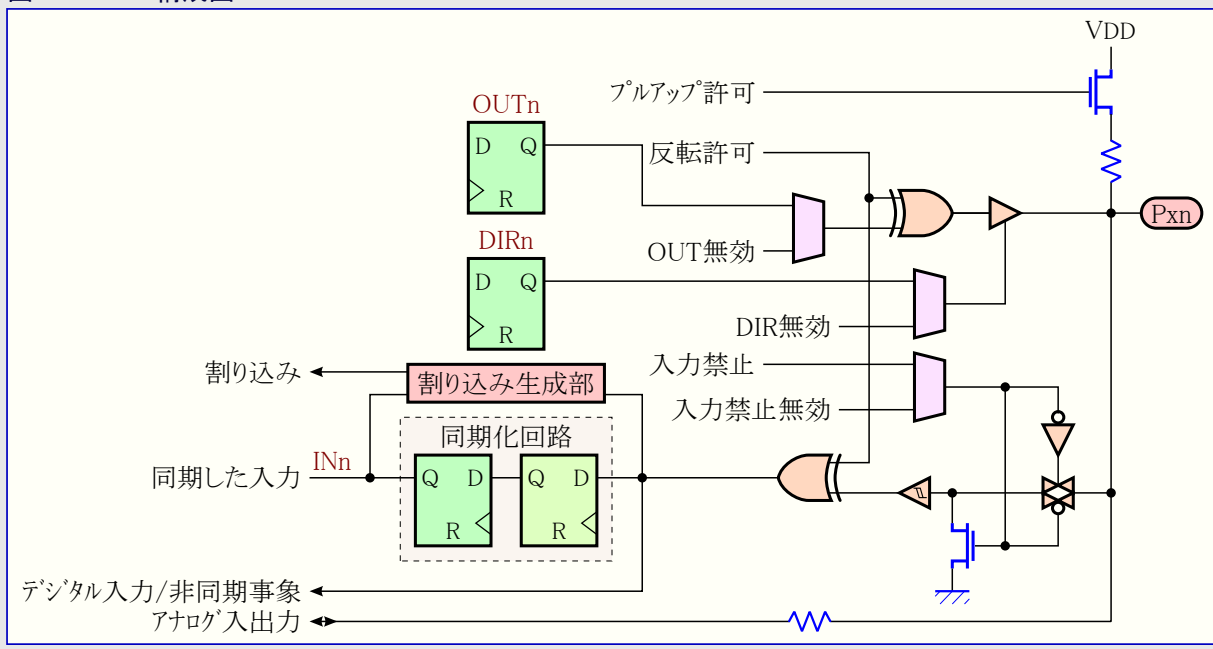 VDD
プルアップ許可
OUTn
D Q
R
反転許可
Pxn
OUT無効
DIRn
D Q
R
DIR無効
割り込み
割り込み生成部
入力禁止
入力禁止無効
同期化回路
同期した入力
INn
Q D
R
Q D
R
デジタル入力/非同期事象
アナログ入出力